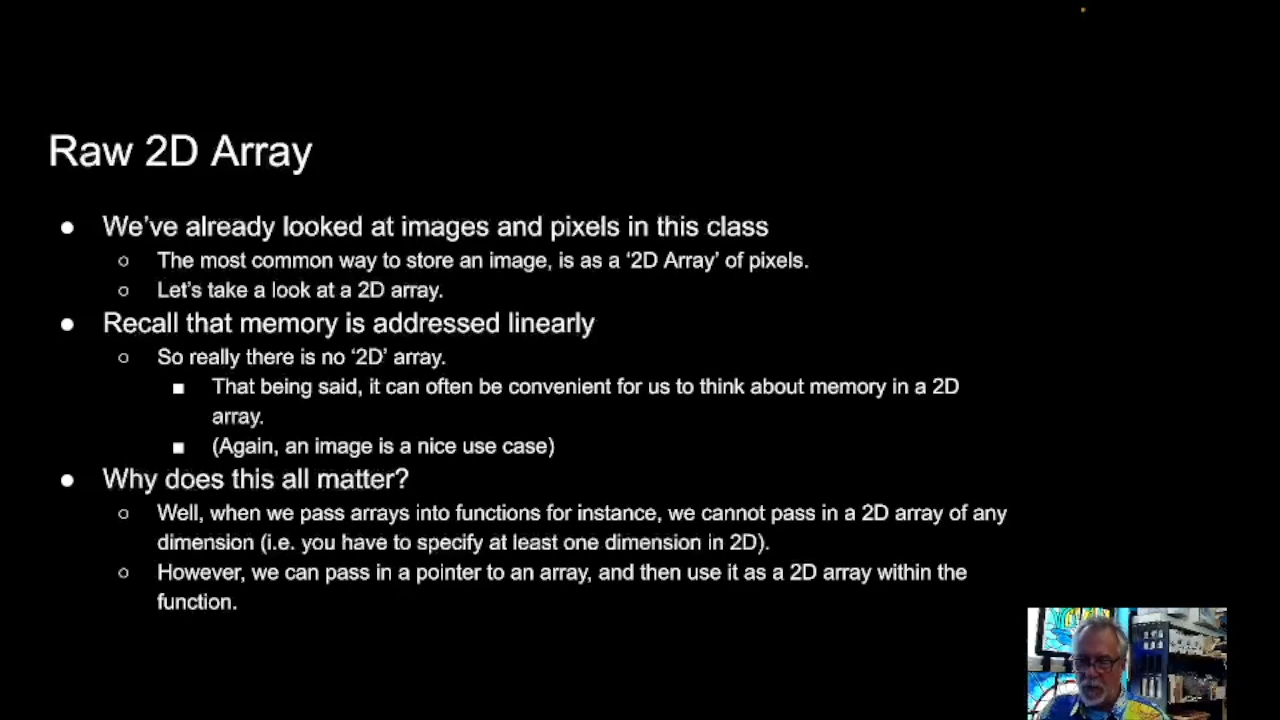 Raw 2D Array
● We’ve already looked at images and pixels in this class
○ The most common way to store an image, is as a ‘2D Array’ of pixels.
○ Let’s take a look at a 2D array.
● Recall that memory is addressed linearly
○ So really there is no ‘2D’ array.
■ That being said, it can often be convenient for us to think about memory in a 2D
array.
■ (Again, an image is a nice use case)
● Why does this all matter?
○ Well, when we pass arrays into functions for instance, we cannot pass in a 2D array of any
dimension (i.e. you have to specify at least one dimension in 2D).
○ However, we can pass in a pointer to an array, and then use it as a 2D array within the
function.